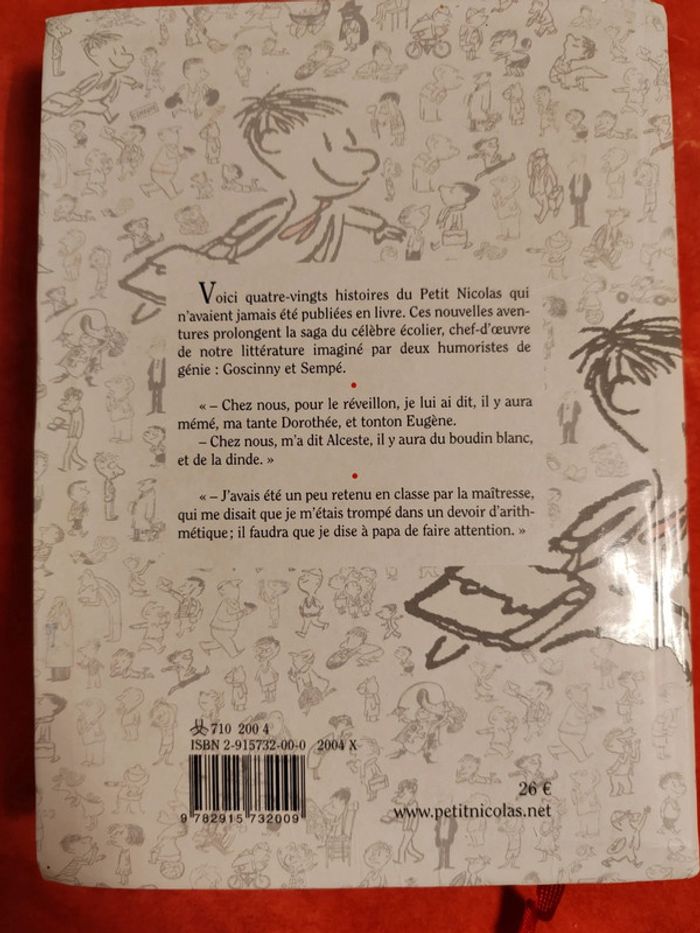 Voici quatre-vingts histoires du Petit Nicolas qui
n'avaient jamais été publiées en livre. Ces nouvelles aven-
tures prolongent la saga du célèbre écolier, chef-d'œuvre
de notre littérature imaginé par deux humoristes de
génie : Goscinny et Sempé.
« – Chez nous, pour le réveillon, je lui ai dit, il y aura
mémé, ma tante Dorothée, et tonton Eugène.
– Chez nous, m'a dit Alceste, il y aura du boudin blanc,
et de la dinde. »
« – J'avais été un peu retenu en classe par la maîtresse,
qui me disait que je m'étais trompé dans un devoir d'arith-
métique ; il faudra que je dise à papa de faire attention. »
710 200 4
ISBN 2-915732-00-0 2004 X
9 782915 732009
26 €
www.petitnicolas.net